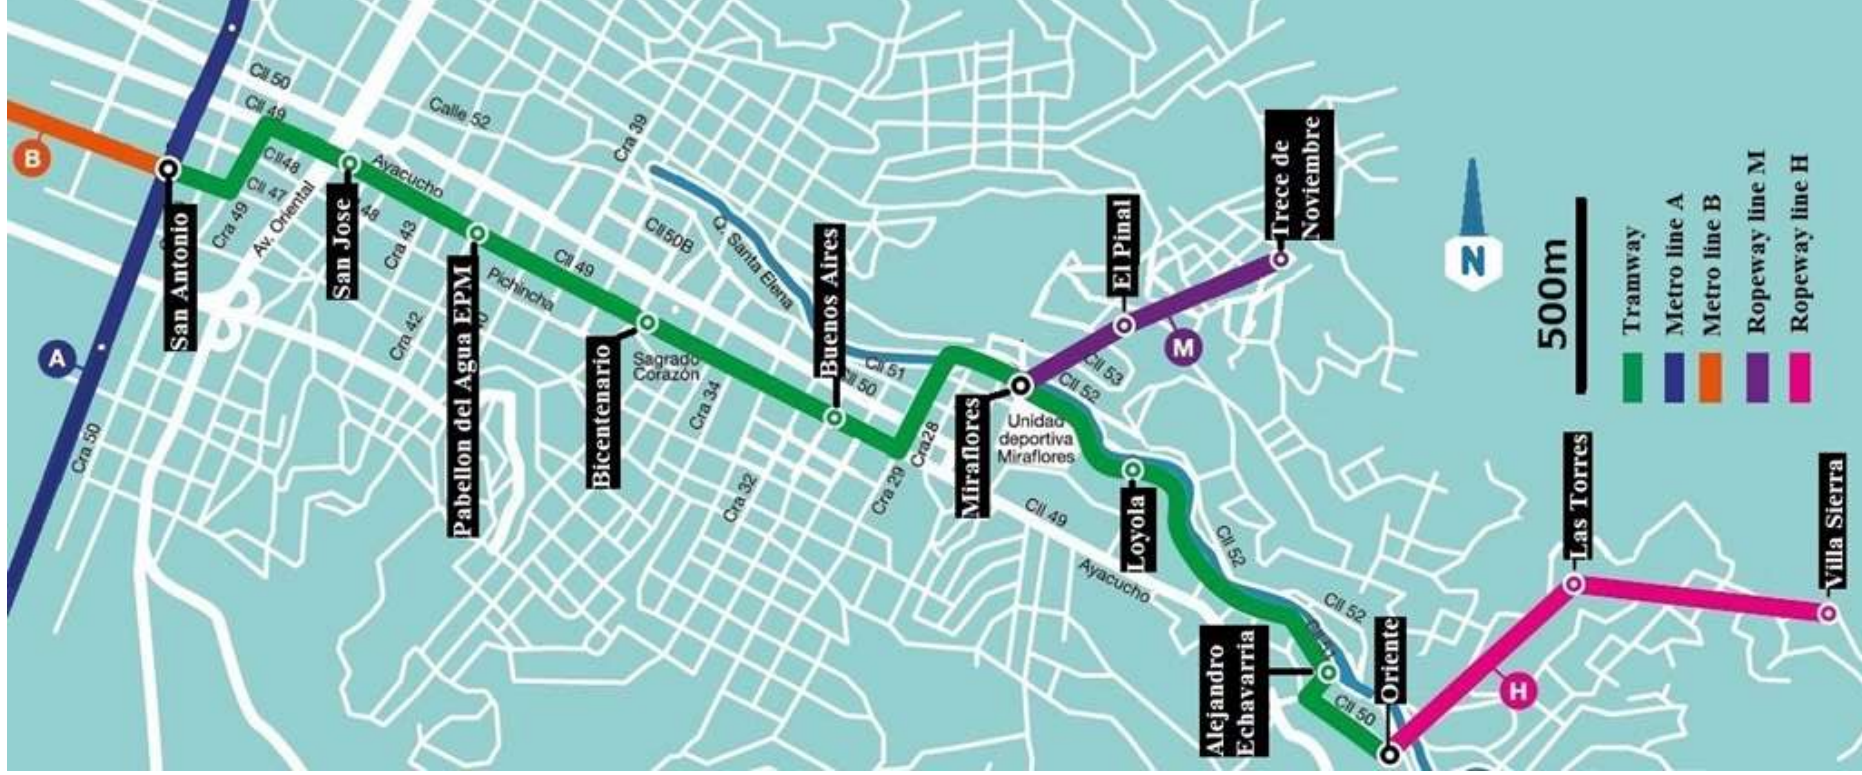 Cll 50
Cll 49
Calle 52
Cra 39
B
Cll48
Ayacucho
Cll 47
Cra 49
Av. Oriental
48
Cra 43
San Antonio
San Jose
Pabellon del Agua EPM
Pichincha
Cll 49
Cll50B
Q. Santa Elena
Buenos Aires
Cra 42
A
Cra 50
Bicentenario
Sagrado
Corazón
Cra 34
Cra 32
Cll 51
Cll 50
Cra28
Cra 29
Miraflores
Unidad
deportiva
Miraflores
Cll 53
Cll 52
El Pinal
Trece de
Noviembre
M
Loyola
Cll 49
Ayacucho
Cll 52
Cll 52
Alejandro
Echavarria
Cll 50
Oriente
H
Las Torres
Villa Sierra
N
500m
Tramway
Metro line A
Metro line B
Ropeway line M
Ropeway line H